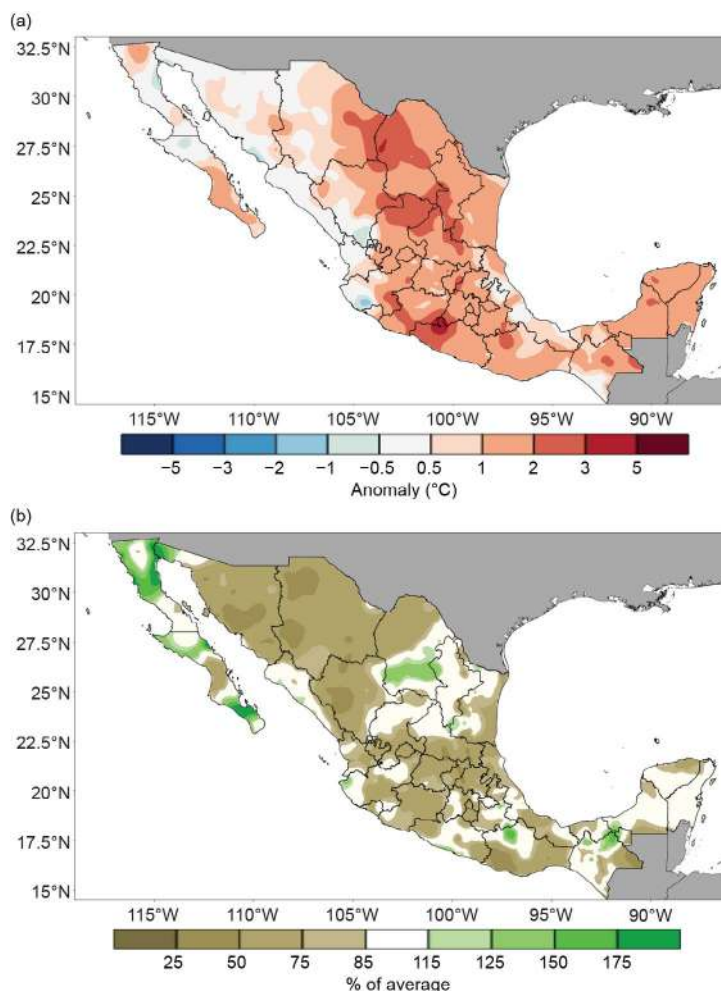 (a)
32.5°N
30°N
27.5°N
25°N
22.5°N
20°N
17.5°N
15°N
115°W 110°W 105°W 100°W 95°W 90°W
−5 −3 −2 −1 −0.5 0.5 1 2 3 5
Anomaly (°C)
(b)
32.5°N
30°N
27.5°N
25°N
22.5°N
20°N
17.5°N
15°N
115°W 110°W 105°W 100°W 95°W 90°W
25 50 75 85 115 125 150 175
% of average